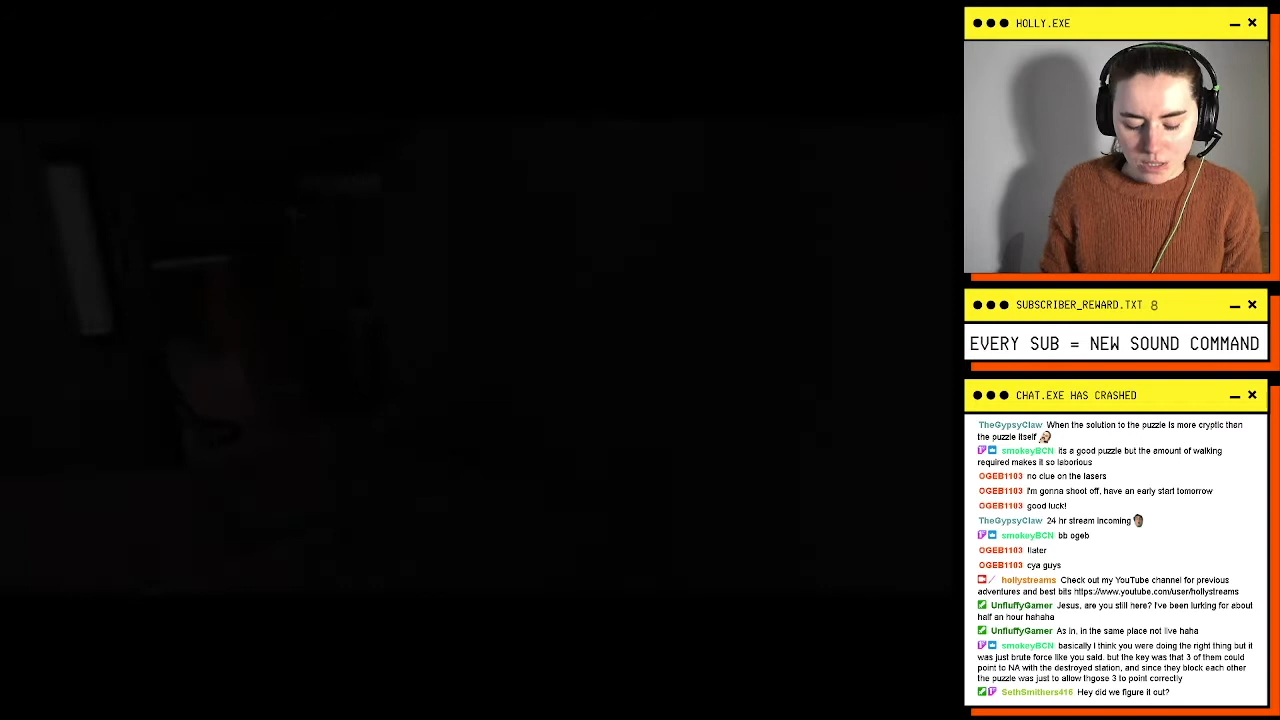 HOLLY.EXE
SUBSCRIBER_REWARD.TXT 8
EVERY SUB = NEW SOUND COMMAND
CHAT.EXE HAS CRASHED
TheGypsyClaw When the solution to the puzzle is more cryptic than
the puzzle itself
smokeyBCN its a good puzzle but the amount of walking
required makes it so laborious
OGEB1103 no clue on the lasers
OGEB1103 i'm gonna shoot off, have an early start tomorrow
OGEB1103 good luck!
TheGypsyClaw 24 hr stream incoming
smokeyBCN bb ogeb
OGEB1103 !later
OGEB1103 cya guys
hollystreams Check out my YouTube channel for previous
adventures and best bits https://www.youtube.com/user/hollystreams
UnfluffyGamer Jesus, are you still here? I've been lurking for about
half an hour hahaha
UnfluffyGamer As in, in the same place not live haha
smokeyBCN basically I think you were doing the right thing but it
was just brute force like you said, but the key was that 3 of them could
point to NA with the destroyed station, and since they block each other
the puzzle was just to allow thgose 3 to point correctly
SethSmithers416 Hey did we figure it out?